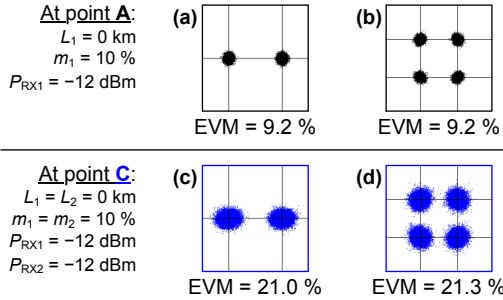 At point A:
L1 = 0 km
m1 = 10 %
PRX1 = −12 dBm
(a)
EVM = 9.2 %
(b)
EVM = 9.2 %
At point C:
L1 = L2 = 0 km
m1 = m2 = 10 %
PRX1 = −12 dBm
PRX2 = −12 dBm
(c)
EVM = 21.0 %
(d)
EVM = 21.3 %